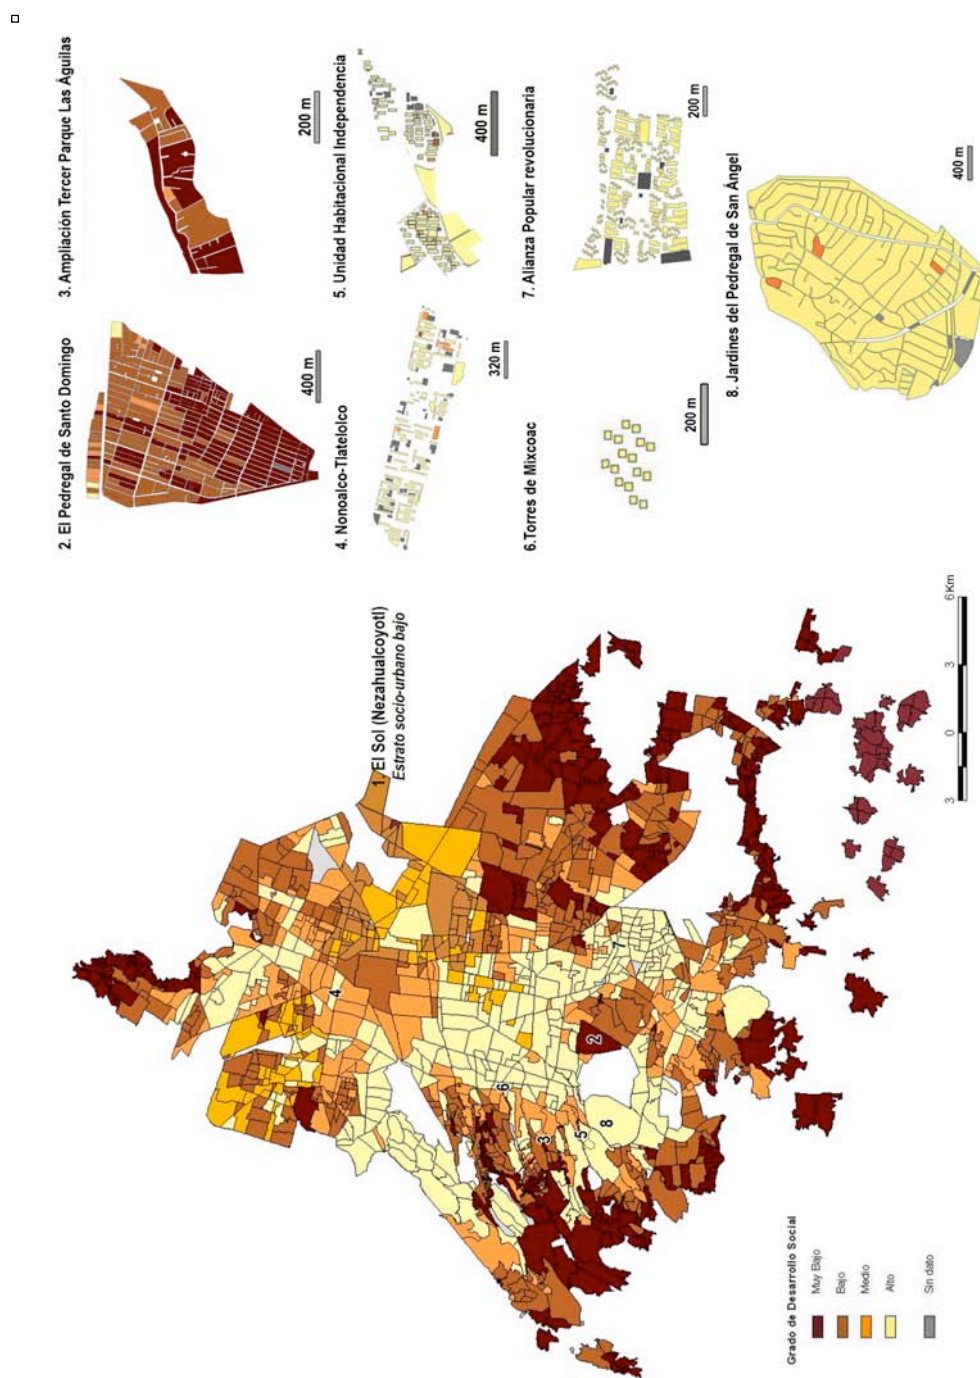 3. Ampliación Tercer Parque Las Águilas
200 m
5. Unidad Habitacional Independencia
400 m
7. Alianza Popular revolucionaria
200 m
8. Jardines del Pedregal de San Ángel
400 m
2. El Pedregal de Santo Domingo
400 m
4. Nonoalco-Tlatelolco
320 m
6.Torres de Mixcoac
200 m
1 El Sol (Nezahualcoyotl)
Estrato socio-urbano bajo
4
7
2
6
3
5
8
3 0 3 6 Km
Grado de Desarrollo Social
Muy Bajo
Bajo
Medio
Alto
Sin dato